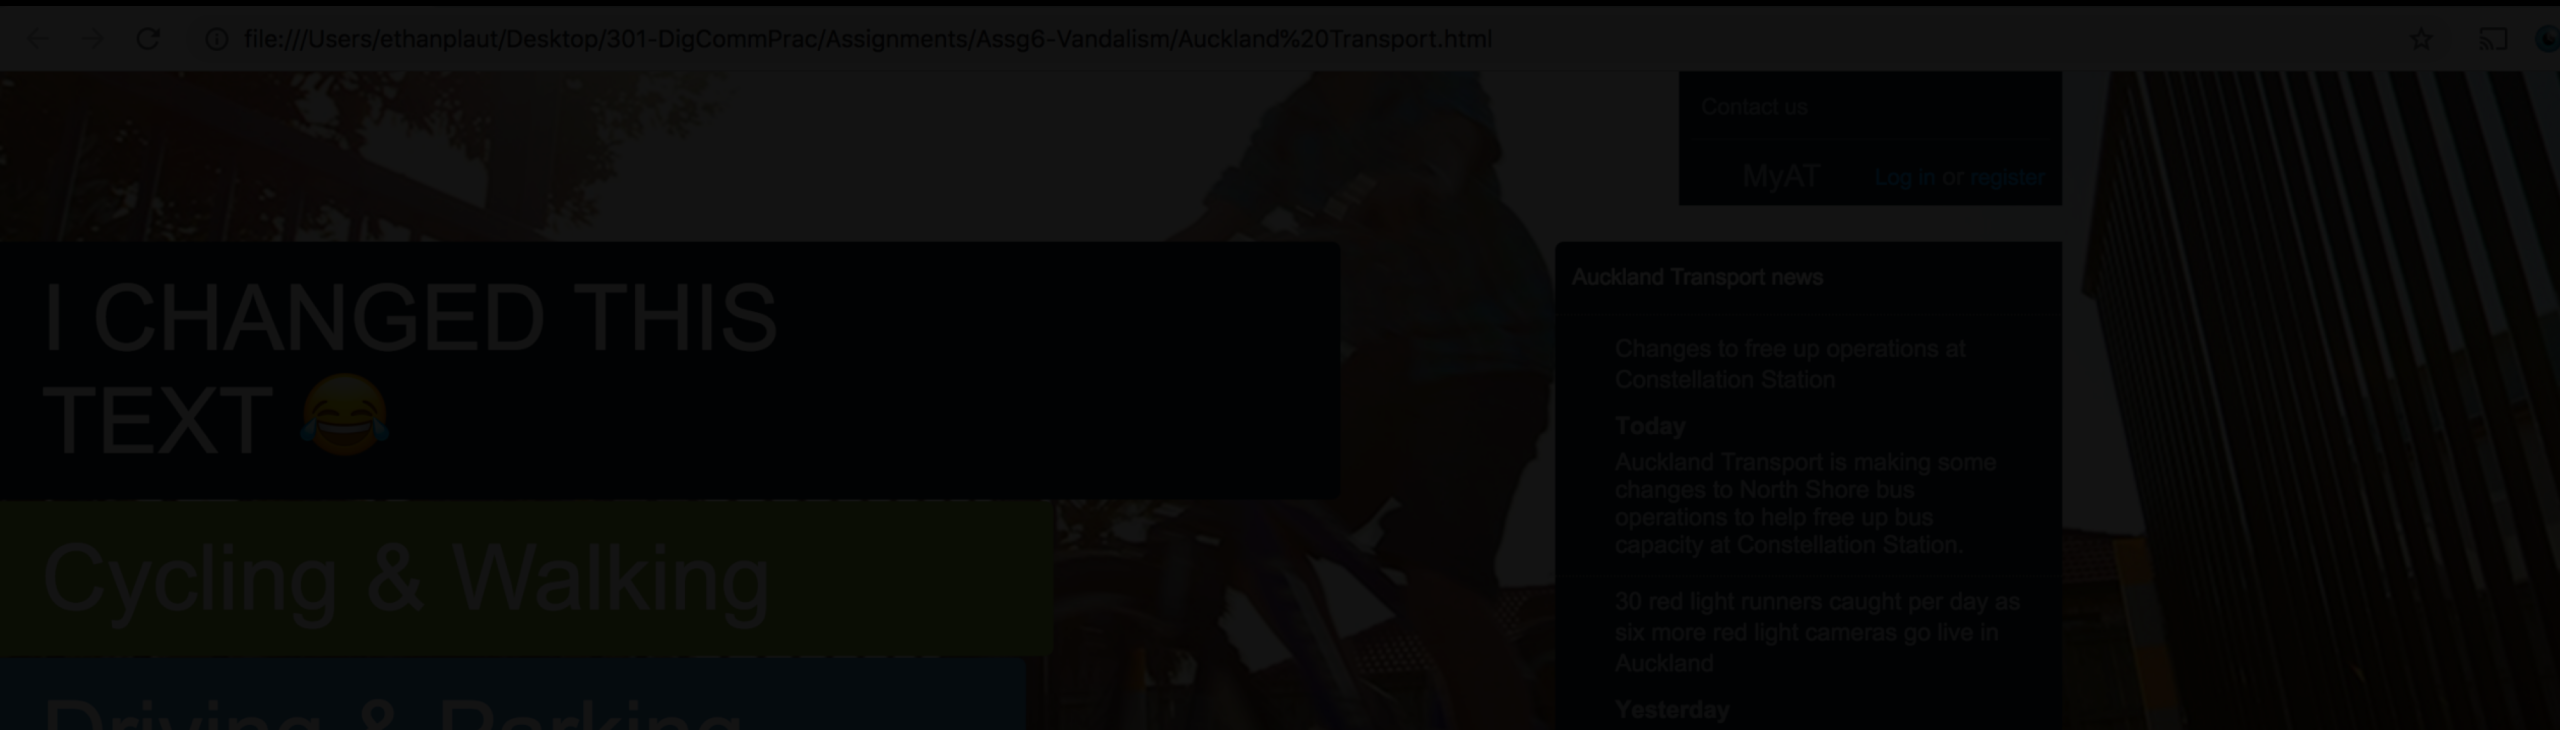 file:///Users/ethanplaut/Desktop/301-DigCommPrac/Assignments/Assg6-Vandalism/Auckland%20Transport.html
Contact us
MyAT Log in or register
I CHANGED THIS
TEXT 😂
Cycling & Walking
Driving & Parking
Auckland Transport news
Changes to free up operations at
Constellation Station
Today
Auckland Transport is making some
changes to North Shore bus
operations to help free up bus
capacity at Constellation Station.
30 red light runners caught per day as
six more red light cameras go live in
Auckland
Yesterday